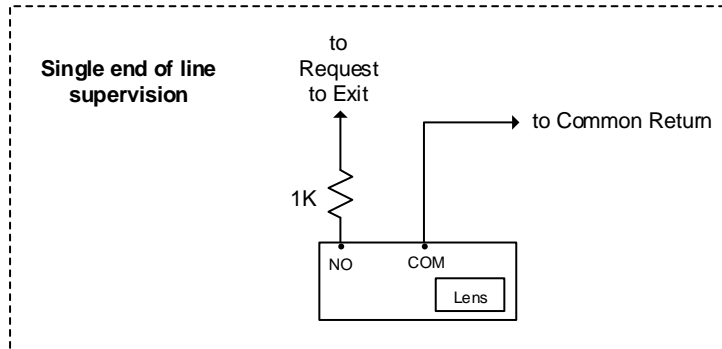 Single end of line
supervision
to
Request
to Exit
to Common Return
1K
NO
COM
Lens